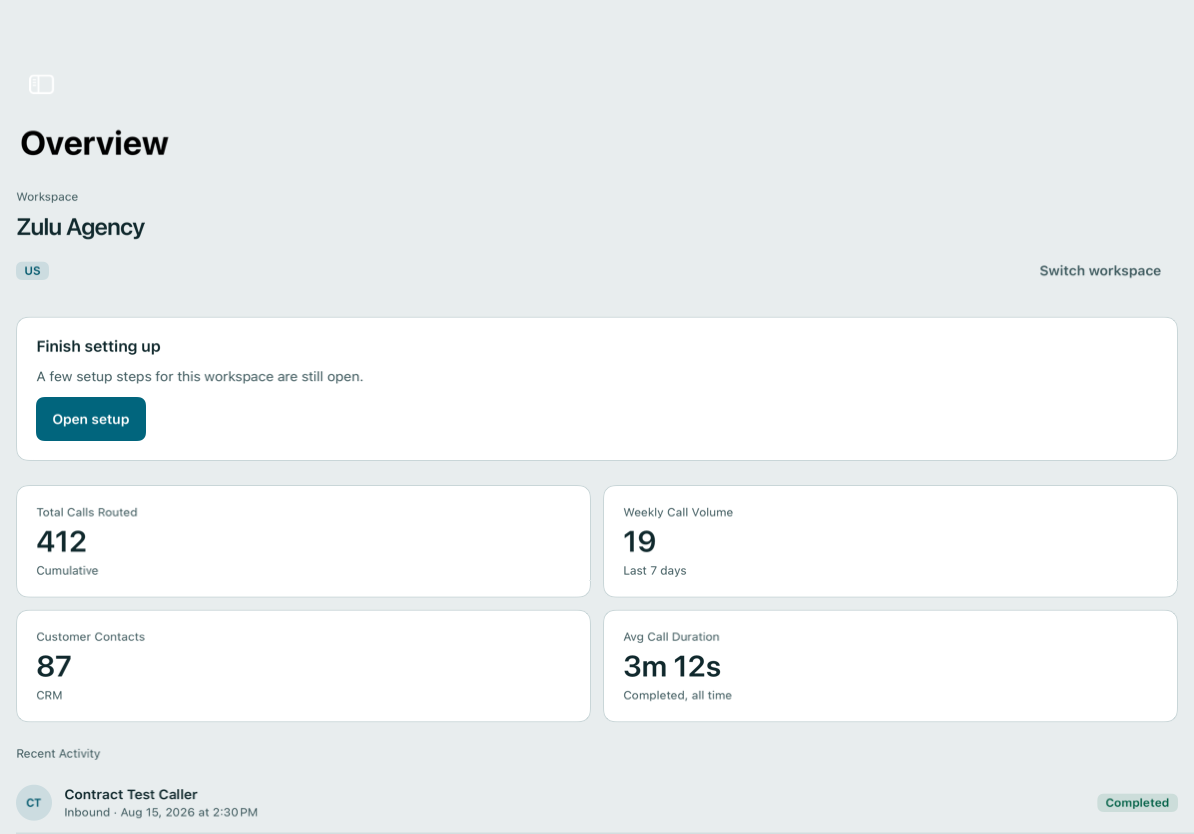 Overview
Workspace
Zulu Agency
US
Switch workspace
Finish setting up
A few setup steps for this workspace are still open.
Open setup
Total Calls Routed
412
Cumulative
Weekly Call Volume
19
Last 7 days
Customer Contacts
87
CRM
Avg Call Duration
3m 12s
Completed, all time
Recent Activity
CT
Contract Test Caller
Inbound · Aug 15, 2026 at 2:30 PM
Completed